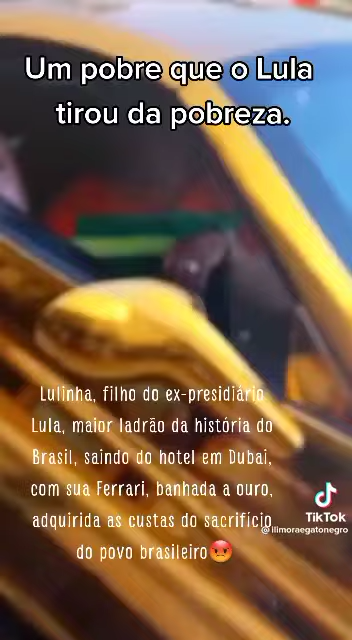 Um pobre que o Lula
tirou da pobreza.
Lulinha, filho do ex-presidiário
Lula, maior ladrão da história do
Brasil, saindo do hotel em Dubai,
com sua Ferrari, banhada a ouro,
adquirida as custas do sacrifício
do povo brasileiro😡
TikTok
@ilimoraegatonegro